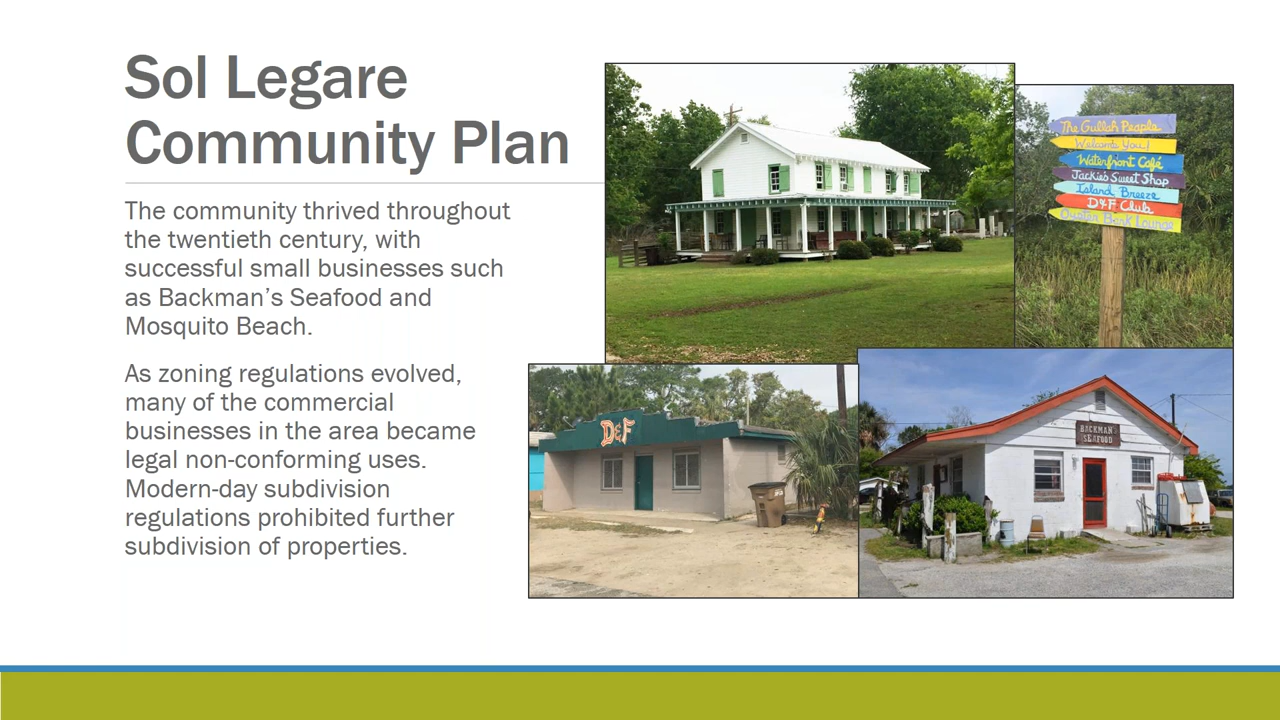 Sol Legare
Community Plan
The community thrived throughout
the twentieth century, with
successful small businesses such
as Backman’s Seafood and
Mosquito Beach.
As zoning regulations evolved,
many of the commercial
businesses in the area became
legal non-conforming uses.
Modern-day subdivision
regulations prohibited further
subdivision of properties.
The Gullah People
Welcome You!
Waterfront Café
Jackie's Sweet Shop
Island Breeze
D&F Club
Oyster Bank Lounge
D&F
BACKMAN'S
SEAFOOD